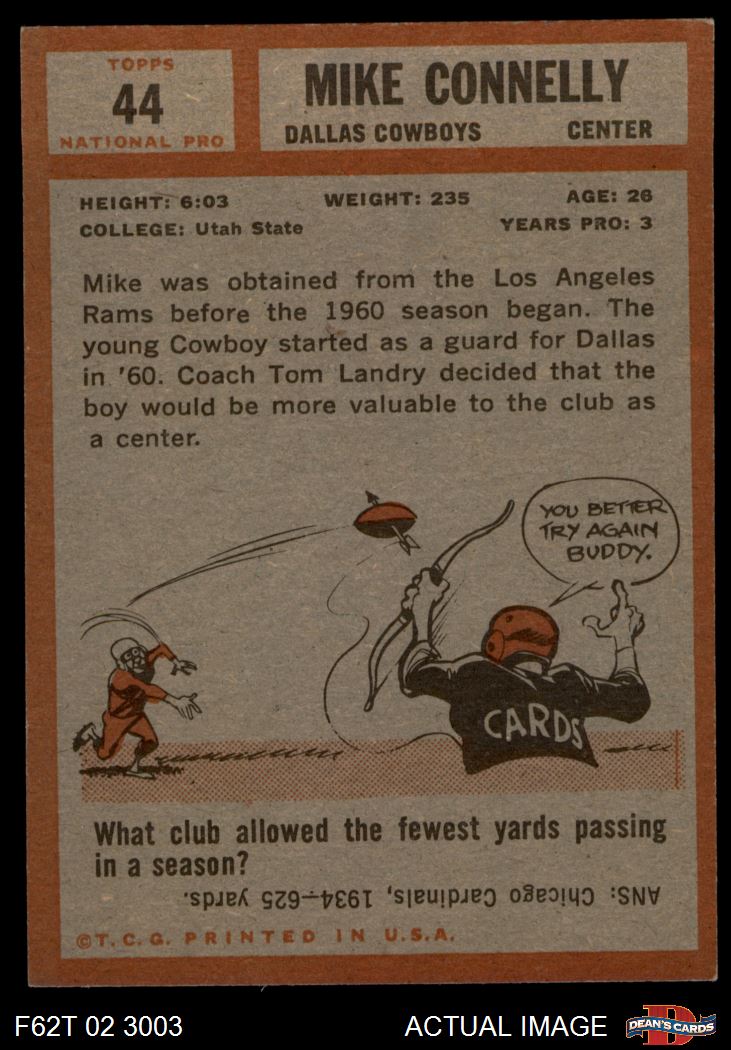 TOPPS
44
NATIONAL PRO
MIKE CONNELLY
DALLAS COWBOYS CENTER
HEIGHT: 6:03 WEIGHT: 235 AGE: 26
COLLEGE: Utah State YEARS PRO: 3
Mike was obtained from the Los Angeles
Rams before the 1960 season began. The
young Cowboy started as a guard for Dallas
in '60. Coach Tom Landry decided that the
boy would be more valuable to the club as
a center.
YOU BETTER
TRY AGAIN
BUDDY.
CARDS
What club allowed the fewest yards passing
in a season?
ANS: Chicago Cardinals, 1934—625 yards.
©T.C.G. PRINTED IN U.S.A.
F62T 02 3003 ACTUAL IMAGE
D
DEAN'S CARDS